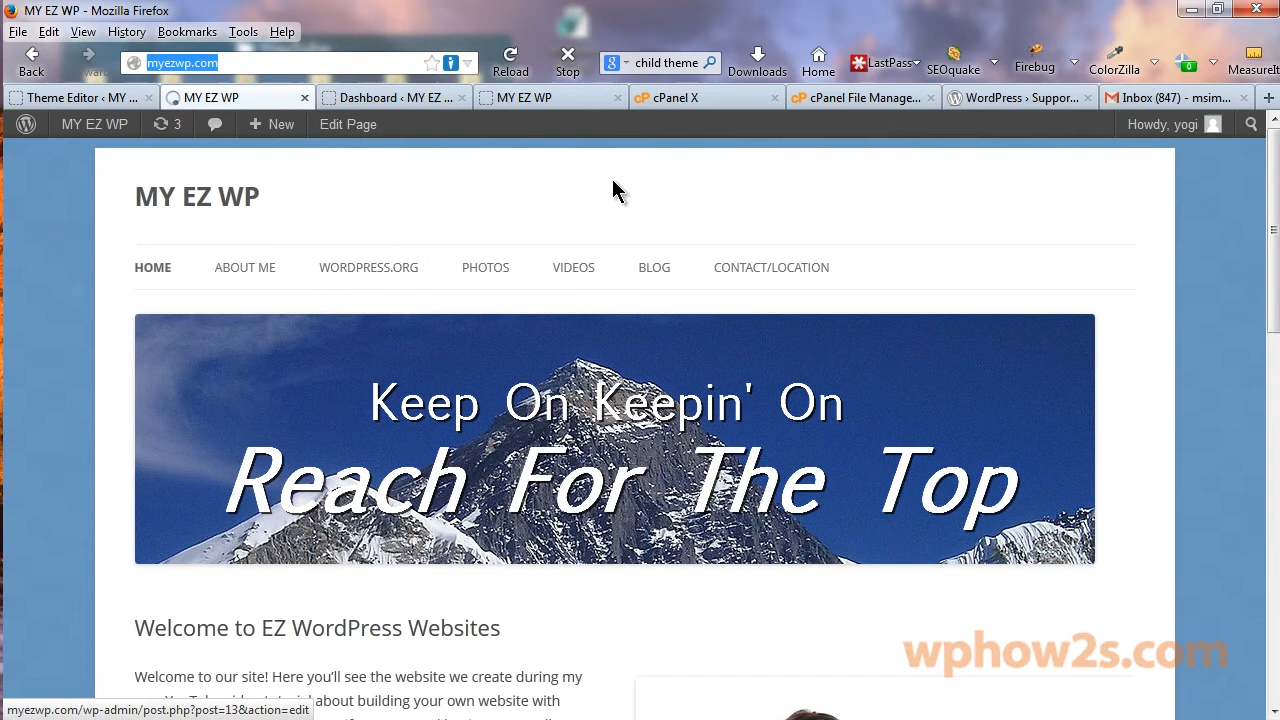 MY EZ WP - Mozilla Firefox
File Edit View History Bookmarks Tools Help
Back myezwp.com Reload Stop child theme Downloads Home LastPass SEOquake Firebug ColorZilla 0 MeasureIt
Theme Editor ‹ MY ... MY EZ WP Dashboard ‹ MY EZ ... MY EZ WP cPanel X cPanel File Manage... WordPress › Suppor... Inbox (847) - msim...
MY EZ WP 3 New Edit Page Howdy, yogi
MY EZ WP
HOME ABOUT ME WORDPRESS.ORG PHOTOS VIDEOS BLOG CONTACT/LOCATION
Keep On Keepin' On
Reach For The Top
Welcome to EZ WordPress Websites
Welcome to our site! Here you'll see the website we create during my
about building your own website with
wphow2s.com
myezwp.com/wp-admin/post.php?post=13&action=edit